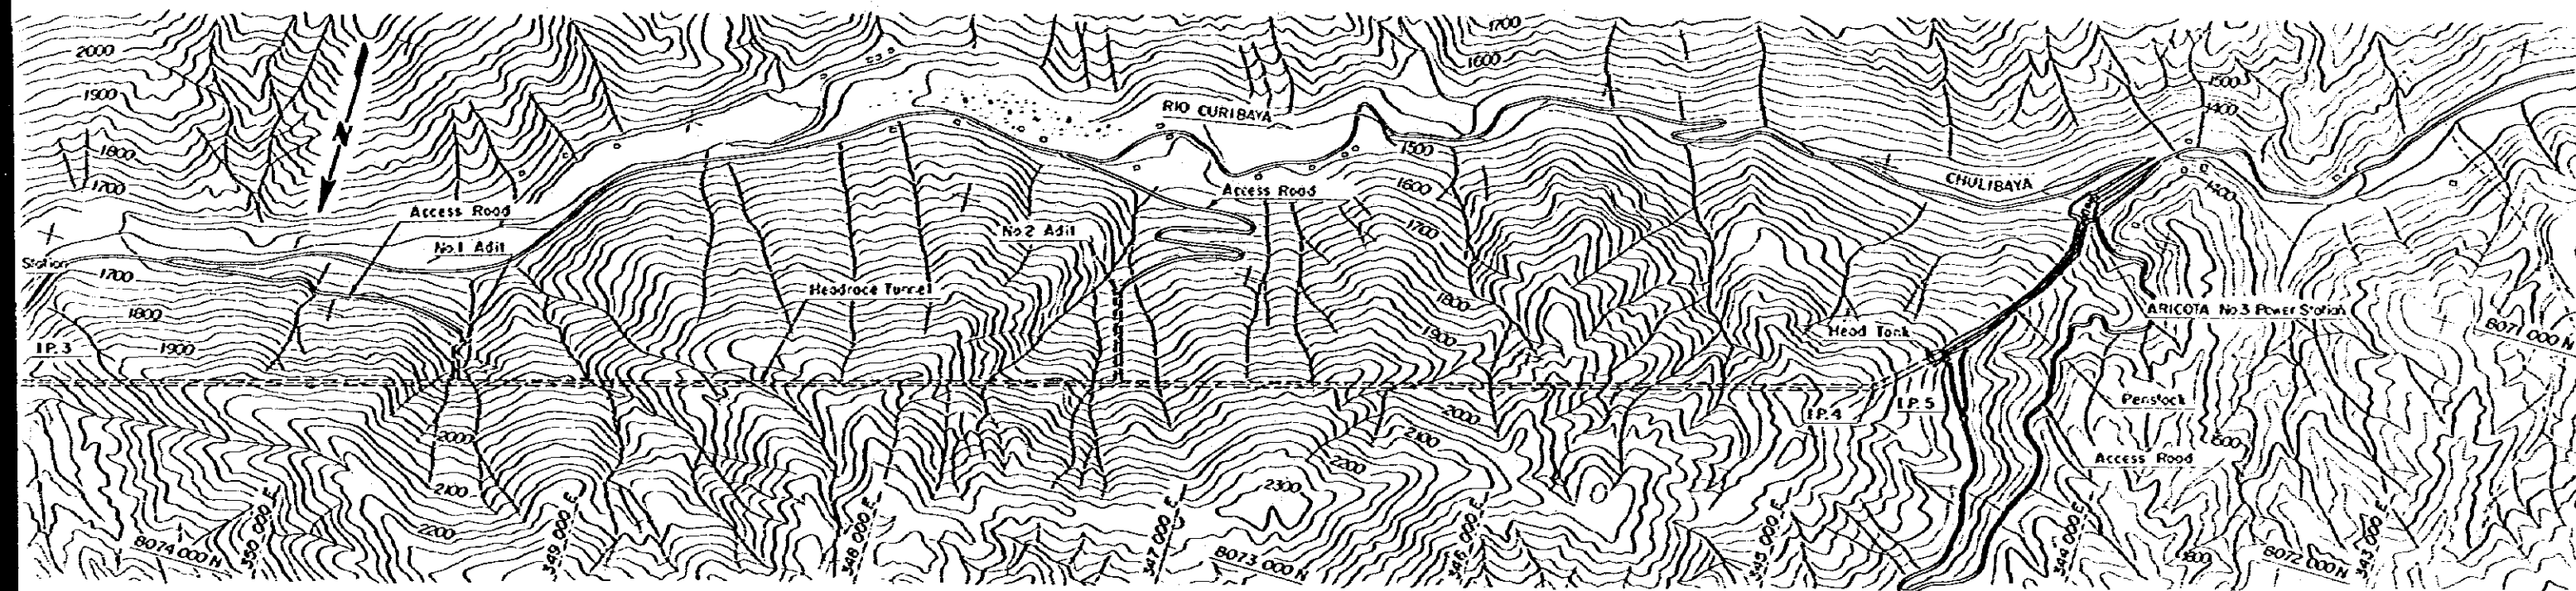 2000
1700
1600
1500
1900
1400
RIO CURIBAYA
N
1800
1500
1700
Access Road
1600
CHULIBAYA
1400
Access Road
No.1 Adit
No.2 Adit
1700
Station
1700
Headrace Tunnel
1800
1800
ARICOTA No.3 Power Station
8071 000 N
Head Tank
1900
I.P. 3
1900
Penstock
I.P. 4
I.P. 5
2000
2000
2100
1600
2200
Access Road
2100
2300
350 000 E
349 000 E
348 000 E
347 000 E
346 000 E
345 000 E
344 000 E
343 000 E
2200
8074 000 N
8073 000 N
1800
8072 000 N